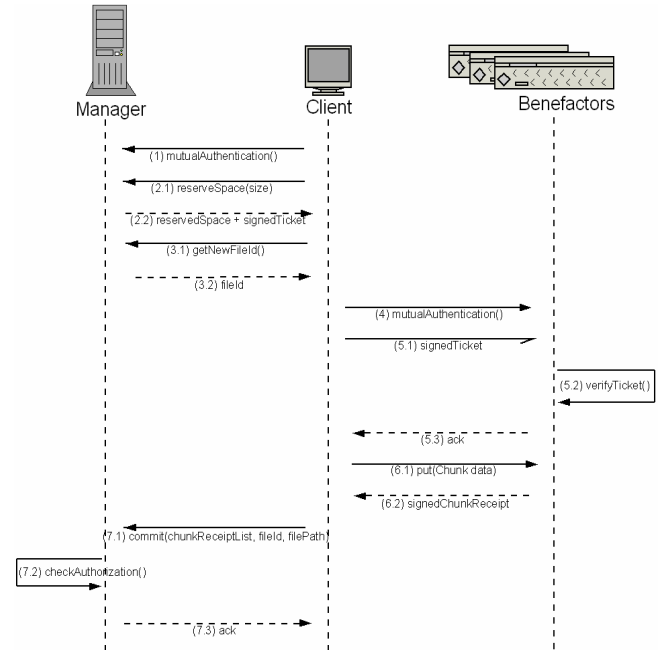 Manager
Client
Benefactors
(1) mutualAuthentication()
(2.1) reserveSpace(size)
(2.2) reservedSpace + signedTicket
(3.1) getNewFileId()
(3.2) fileId
(4) mutualAuthentication()
(5.1) signedTicket
(5.2) verifyTicket()
(5.3) ack
(6.1) put(Chunk data)
(6.2) signedChunkReceipt
(7.1) commit(chunkReceiptList, fileId, filePath)
(7.2) checkAuthorization()
(7.3) ack